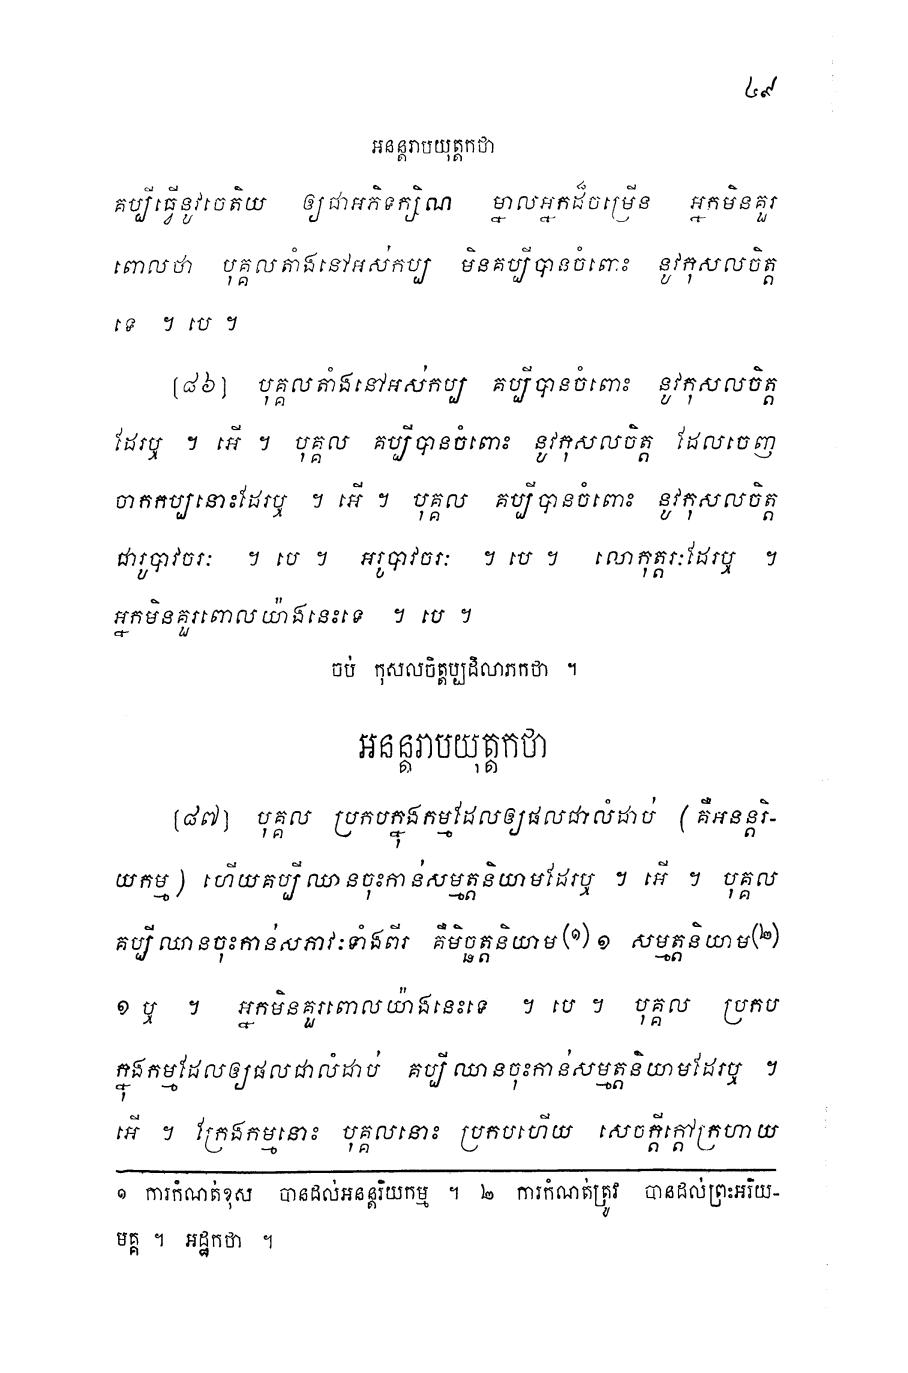 ៤៩
អនន្តរាបយុត្តកថា
គប្បីធ្វើនូវចេតិយ ឲ្យជាអភិទក្ខិណ ម្នាលអ្នកដ៏ចម្រើន អ្នកមិនគួរ
ពោលថា បុគ្គលតាំងនៅអស់កប្ប មិនគប្បីបានចំពោះ នូវកុសលចិត្ត
ទេ ។ បេ ។
[៨៦] បុគ្គលតាំងនៅអស់កប្ប គប្បីបានចំពោះ នូវកុសលចិត្ត
ដែរឬ ។ អើ ។ បុគ្គល គប្បីបានចំពោះ នូវកុសលចិត្ត ដែលចេញ
ចាកកប្បនោះដែរឬ ។ អើ ។ បុគ្គល គប្បីបានចំពោះ នូវកុសលចិត្ត
ជារូបាវចរៈ ។ បេ ។ អរូបាវចរៈ ។ បេ ។ លោកុត្តរៈដែរឬ ។
អ្នកមិនគួរពោលយ៉ាងនេះទេ ។ បេ ។
ចប់ កុសលចិត្តប្បដិលាភកថា ។
អនន្តរាបយុត្តកថា
[៨៧] បុគ្គល ប្រកបក្នុងកម្មដែលឲ្យផលជាលំដាប់ (គឺអនន្តរិ-
យកម្ម) ហើយគប្បីឈានចុះកាន់សម្មត្តនិយាមដែរឬ ។ អើ ។ បុគ្គល
គប្បីឈានចុះកាន់សភាវៈទាំងពីរ គឺមិច្ឆត្តនិយាម(១) ១ សម្មត្តនិយាម(២)
១ ឬ ។ អ្នកមិនគួរពោលយ៉ាងនេះទេ ។ បេ ។ បុគ្គល ប្រកប
ក្នុងកម្មដែលឲ្យផលជាលំដាប់ គប្បីឈានចុះកាន់សម្មត្តនិយាមដែរឬ ។
អើ ។ ក្រែងកម្មនោះ បុគ្គលនោះ ប្រកបហើយ សេចក្តីក្តៅក្រហាយ
១ ការកំណត់ខុស បានដល់អនន្តរិយកម្ម ។ ២ ការកំណត់ត្រូវ បានដល់ព្រះអរិយ-
មគ្គ ។ អដ្ឋកថា ។